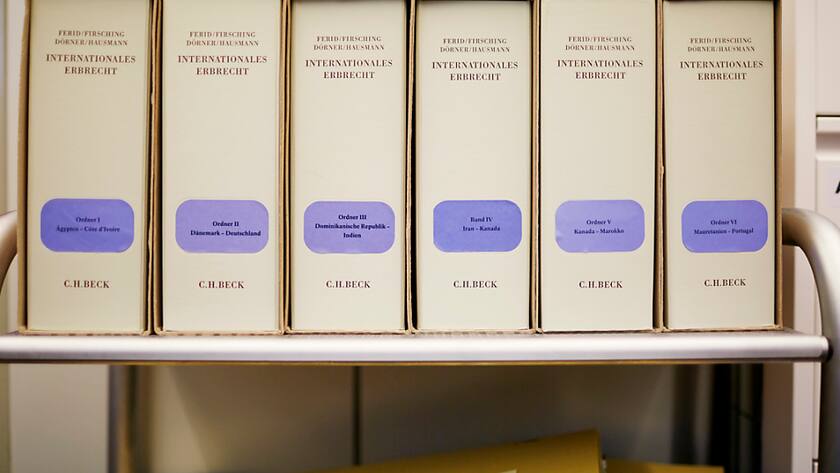 FERID/FIRSCHING
DÖRNER/HAUSMANN
INTERNATIONALES
ERBRECHT
Ordner I
Ägypten – Côte d'Ivoire
C.H.BECK
FERID/FIRSCHING
DÖRNER/HAUSMANN
INTERNATIONALES
ERBRECHT
Ordner II
Dänemark – Deutschland
C.H.BECK
FERID/FIRSCHING
DÖRNER/HAUSMANN
INTERNATIONALES
ERBRECHT
Ordner III
Dominikanische Republik –
Indien
C.H.BECK
FERID/FIRSCHING
DÖRNER/HAUSMANN
INTERNATIONALES
ERBRECHT
Band IV
Iran – Kanada
C.H.BECK
FERID/FIRSCHING
DÖRNER/HAUSMANN
INTERNATIONALES
ERBRECHT
Ordner V
Kanada – Marokko
C.H.BECK
FERID/FIRSCHING
DÖRNER/HAUSMANN
INTERNATIONALES
ERBRECHT
Ordner VI
Mauretanien – Portugal
C.H.BECK